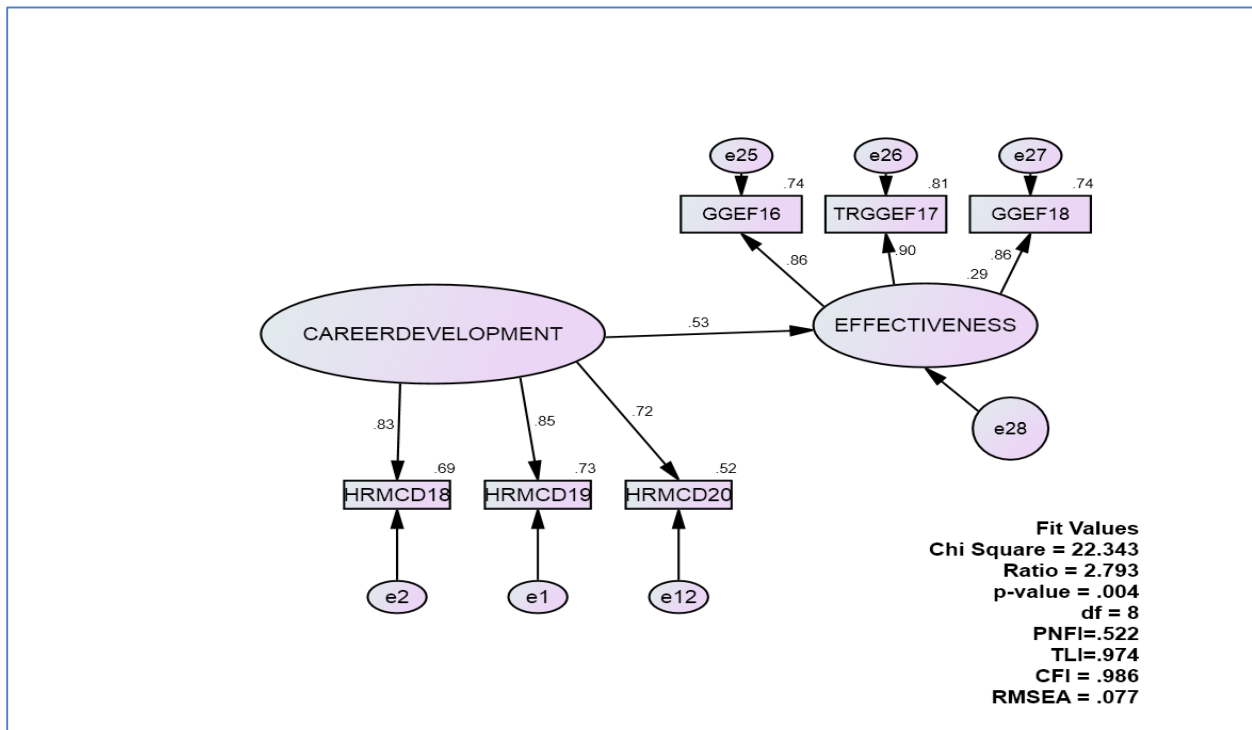 e25
e26
e27
.74
.81
.74
GGEF16
TRGGEF17
GGEF18
.86
.90
.86
.29
CAREERDEVELOPMENT
.53
EFFECTIVENESS
.83
.85
.72
e28
.69
.73
.52
HRMCD18
HRMCD19
HRMCD20
e2
e1
e12
Fit Values
Chi Square = 22.343
Ratio = 2.793
p-value = .004
df = 8
PNFI=.522
TLI=.974
CFI = .986
RMSEA = .077